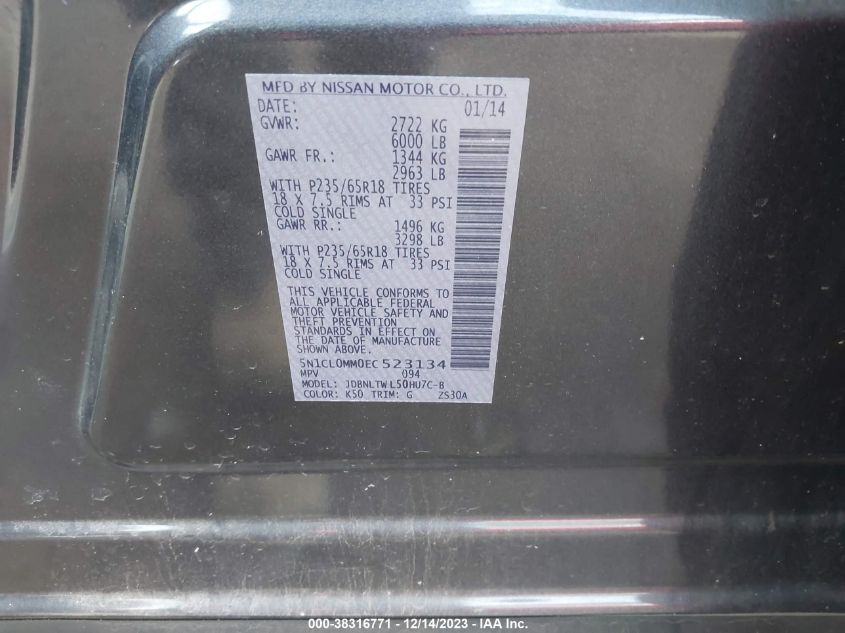 MFD BY NISSAN MOTOR CO., LTD.
DATE: 01/14
GVWR: 2722 KG
6000 LB
GAWR FR.: 1344 KG
2963 LB
WITH P235/65R18 TIRES
18 X 7.5 RIMS AT 33 PSI
COLD SINGLE
GAWR RR.: 1496 KG
3298 LB
WITH P235/65R18 TIRES
18 X 7.5 RIMS AT 33 PSI
COLD SINGLE
THIS VEHICLE CONFORMS TO
ALL APPLICABLE FEDERAL
MOTOR VEHICLE SAFETY AND
THEFT PREVENTION
STANDARDS IN EFFECT ON
THE DATE OF MANUFACTURE
SHOWN ABOVE.
5N1CL0MM0EC523134
MPV 094
MODEL: JDBNLTWL50HU7C-B
COLOR: K50 TRIM: G ZS30A
000-38316771 - 12/14/2023 - IAA Inc.